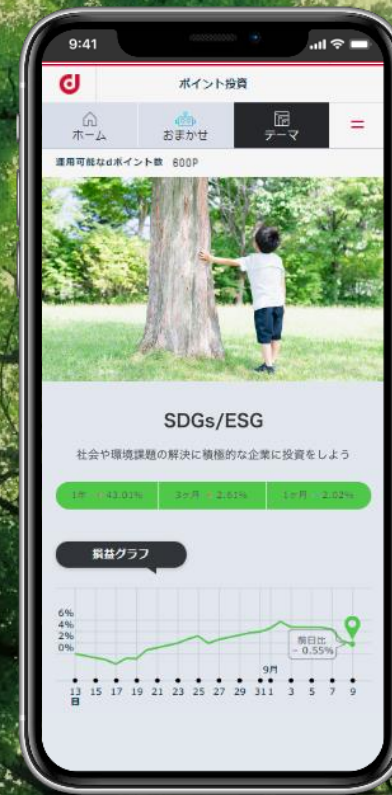 9:41
d
ポイント投資
ホーム
おまかせ
テーマ
運用可能なdポイント数 600P
SDGs/ESG
社会や環境課題の解決に積極的な企業に投資をしよう
1年 + 43.01% 3ヶ月 + 2.61% 1ヶ月 2.02%
損益グラフ
6%
4%
2%
0%
前日比
- 0.55%
9月
13 15 17 19 21 23 25 27 29 31 1 3 5 7 9
日